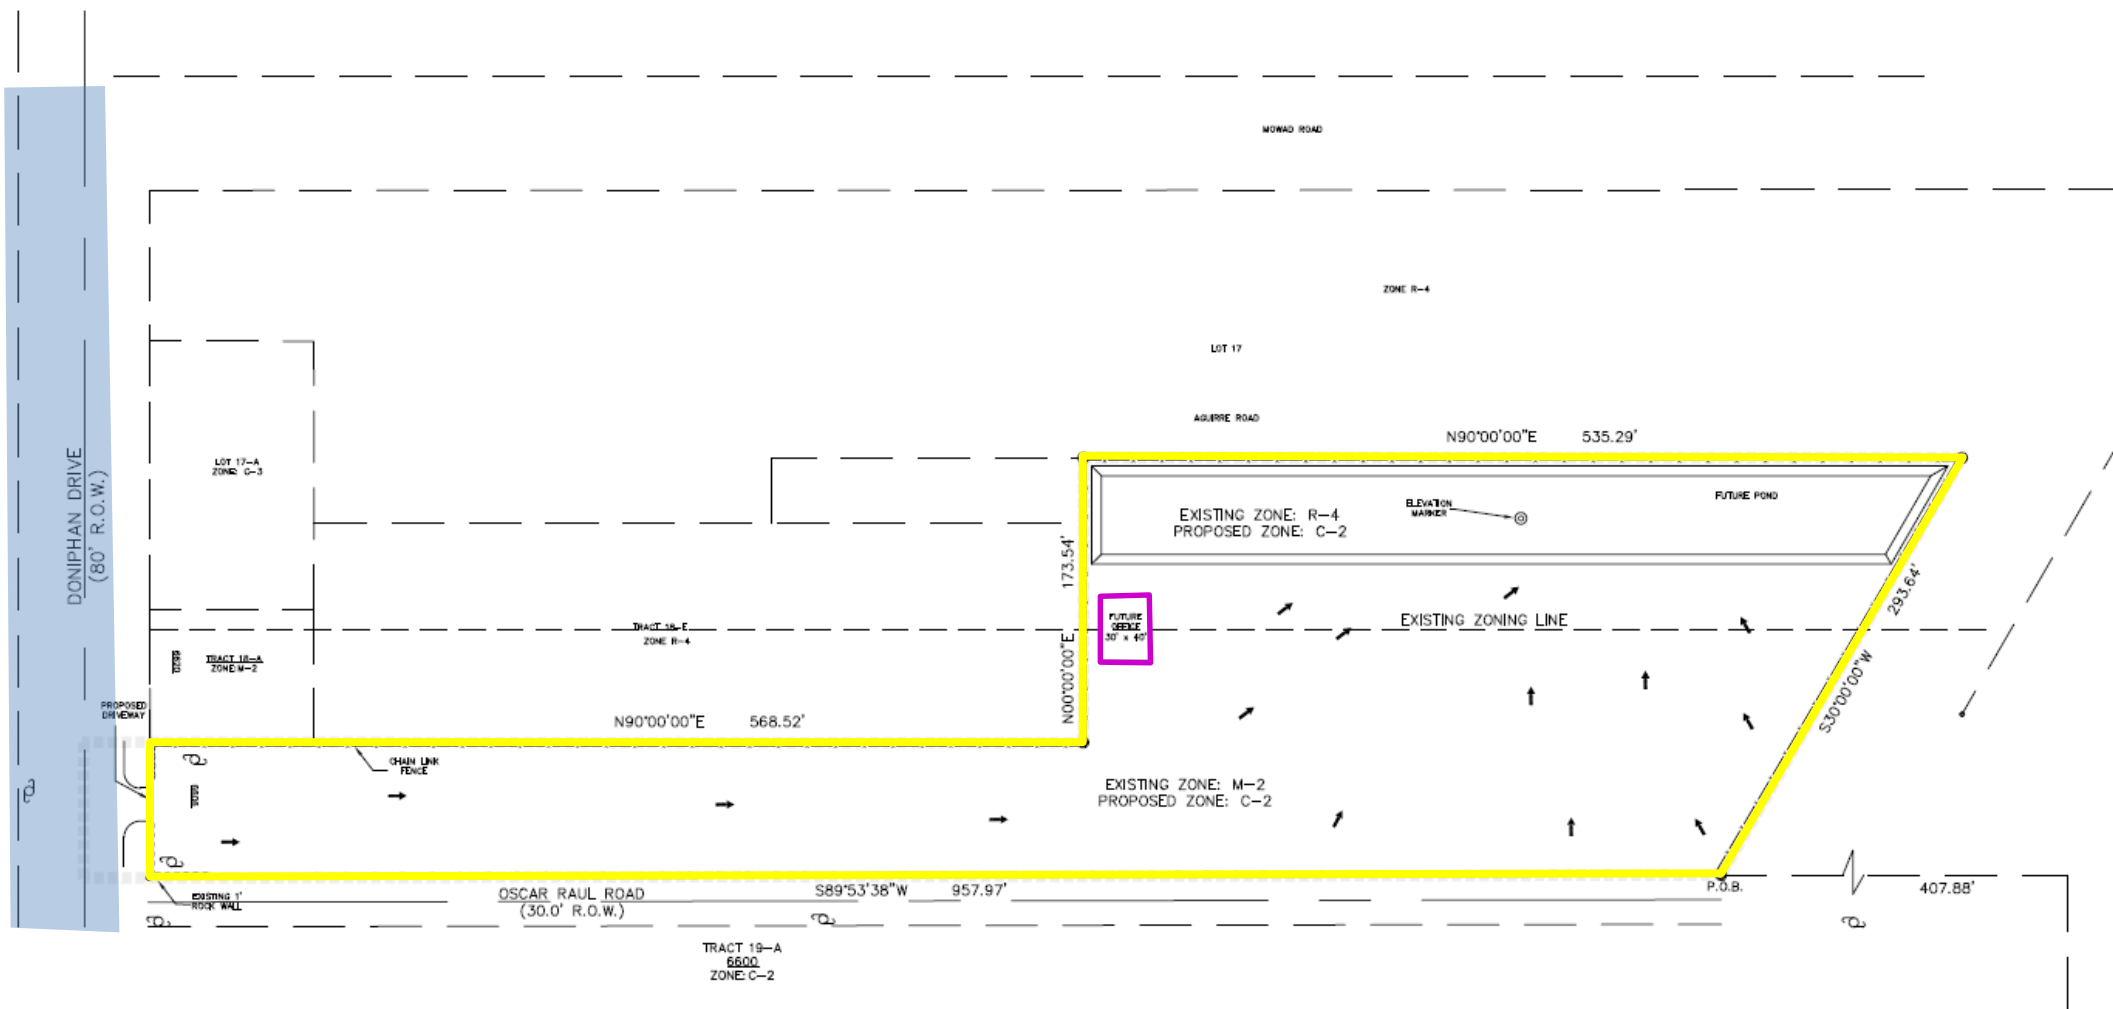 MOWAD ROAD
ZONE R-4
LOT 17
AGUIRRE ROAD
N90°00'00"E 535.29'
LOT 17-A
ZONE: C-3
DONIPHAN DRIVE
(80' R.O.W.)
EXISTING ZONE: R-4
PROPOSED ZONE: C-2
ELEVATION
MARKER
FUTURE POND
173.54'
N00°00'00"E
FUTURE
OFFICE
30' x 40'
EXISTING ZONING LINE
293.64'
S30°00'00"W
TRACT 18-E
ZONE R-4
TRACT 18-A
ZONE: M-2
PROPOSED
DRIVEWAY
N90°00'00"E 568.52'
CHAIN LINK
FENCE
EXISTING ZONE: M-2
PROPOSED ZONE: C-2
EXISTING 1'
ROCK WALL
OSCAR RAUL ROAD
(30.0' R.O.W.)
S89°53'38"W 957.97'
P.O.B.
407.88'
TRACT 19-A
6600
ZONE: C-2